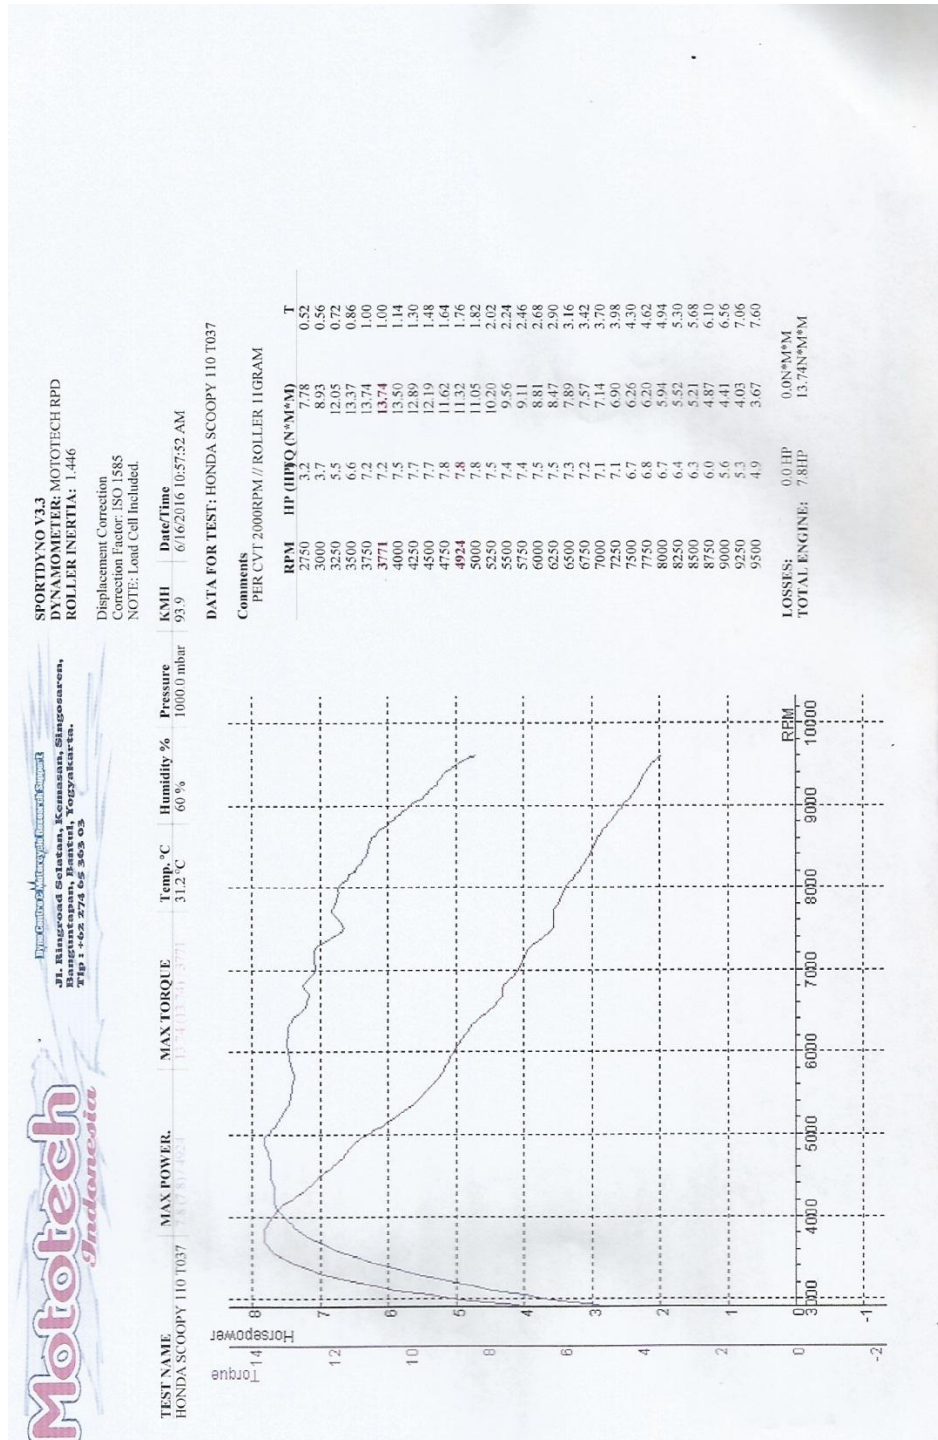 Mototech
Indonesia
Dyno Centre & Motorcycle Research Support
Jl. Ringroad Selatan, Kemasan, Singosaren,
Banguntapan, Bantul, Yogyakarta.
Tlp : +62 274 65 363 03
SPORTDYNO V3.3
DYNAMOMETER: MOTOTECH RPD
ROLLER INERTIA: 1.446
Displacement Correction
Correction Factor: ISO 1585
NOTE: Load Cell Included.
TEST NAME MAX POWER. MAX TORQUE Temp. °C Humidity % Pressure KMH Date/Time
HONDA SCOOPY 110 T037 31.2 °C 60 % 1000.0 mbar 93.9 6/16/2016 10:57:52 AM
DATA FOR TEST: HONDA SCOOPY 110 T037
Comments
PER CVT 2000RPM // ROLLER 11GRAM
RPM HP (HP) TQ (N*M*M) T
2750 3.2 7.78 0.52
3000 3.7 8.93 0.56
3250 5.5 12.05 0.72
3500 6.6 13.37 0.86
3750 7.2 13.74 1.00
3771 7.2 13.74 1.00
4000 7.5 13.50 1.14
4250 7.7 12.89 1.30
4500 7.7 12.19 1.48
4750 7.8 11.62 1.64
4924 7.8 11.32 1.76
5000 7.8 11.05 1.82
5250 7.5 10.20 2.02
5500 7.4 9.56 2.24
5750 7.4 9.11 2.46
6000 7.5 8.81 2.68
6250 7.5 8.47 2.90
6500 7.3 7.89 3.16
6750 7.2 7.57 3.42
7000 7.1 7.14 3.70
7250 7.1 6.90 3.98
7500 6.7 6.26 4.30
7750 6.8 6.20 4.62
8000 6.7 5.94 4.94
8250 6.4 5.52 5.30
8500 6.3 5.21 5.68
8750 6.0 4.87 6.10
9000 5.6 4.41 6.56
9250 5.3 4.03 7.06
9500 4.9 3.67 7.60
LOSSES: 0.0 HP 0.0N*M*M
TOTAL ENGINE: 7.8HP 13.74N*M*M
Torque
14
12
10
8
6
4
2
0
-2
Horsepower
8
7
6
5
4
3
2
1
0
-1
3000 4000 5000 6000 7000 8000 9000 10000
RPM